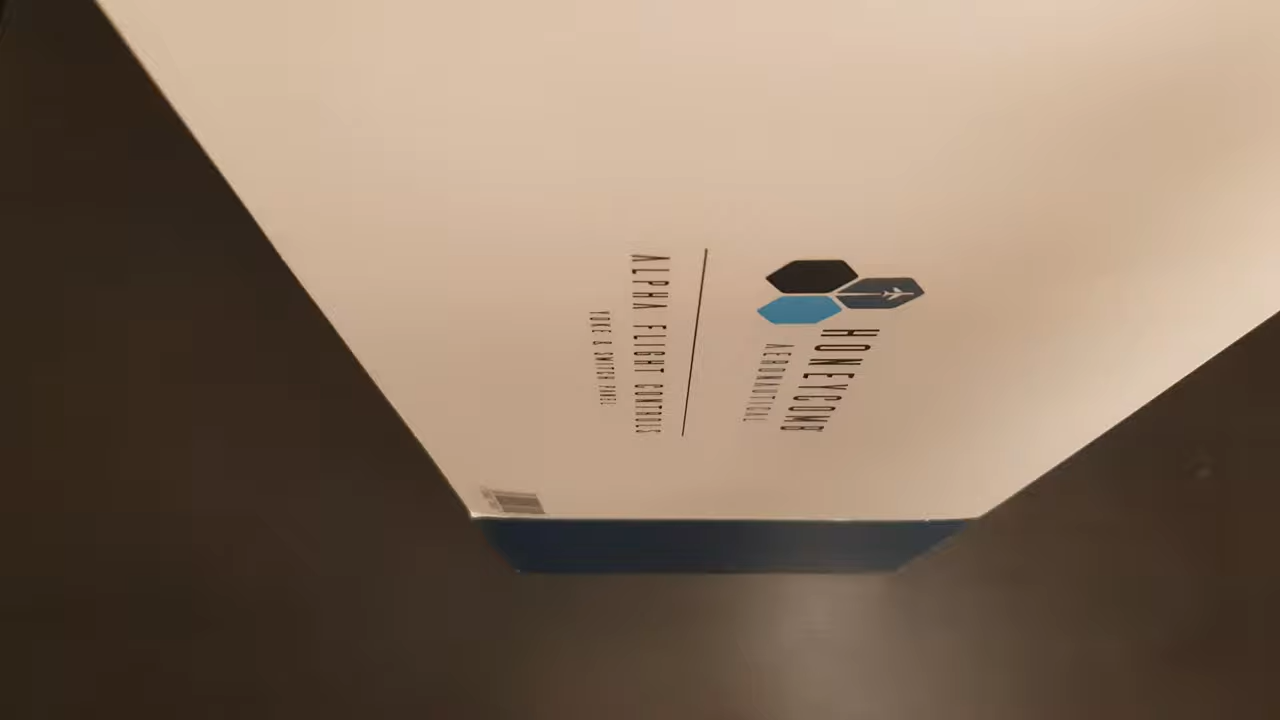 HONEYCOMB
AERONAUTICAL
ALPHA FLIGHT CONTROLS
YOKE & SWITCH PANEL